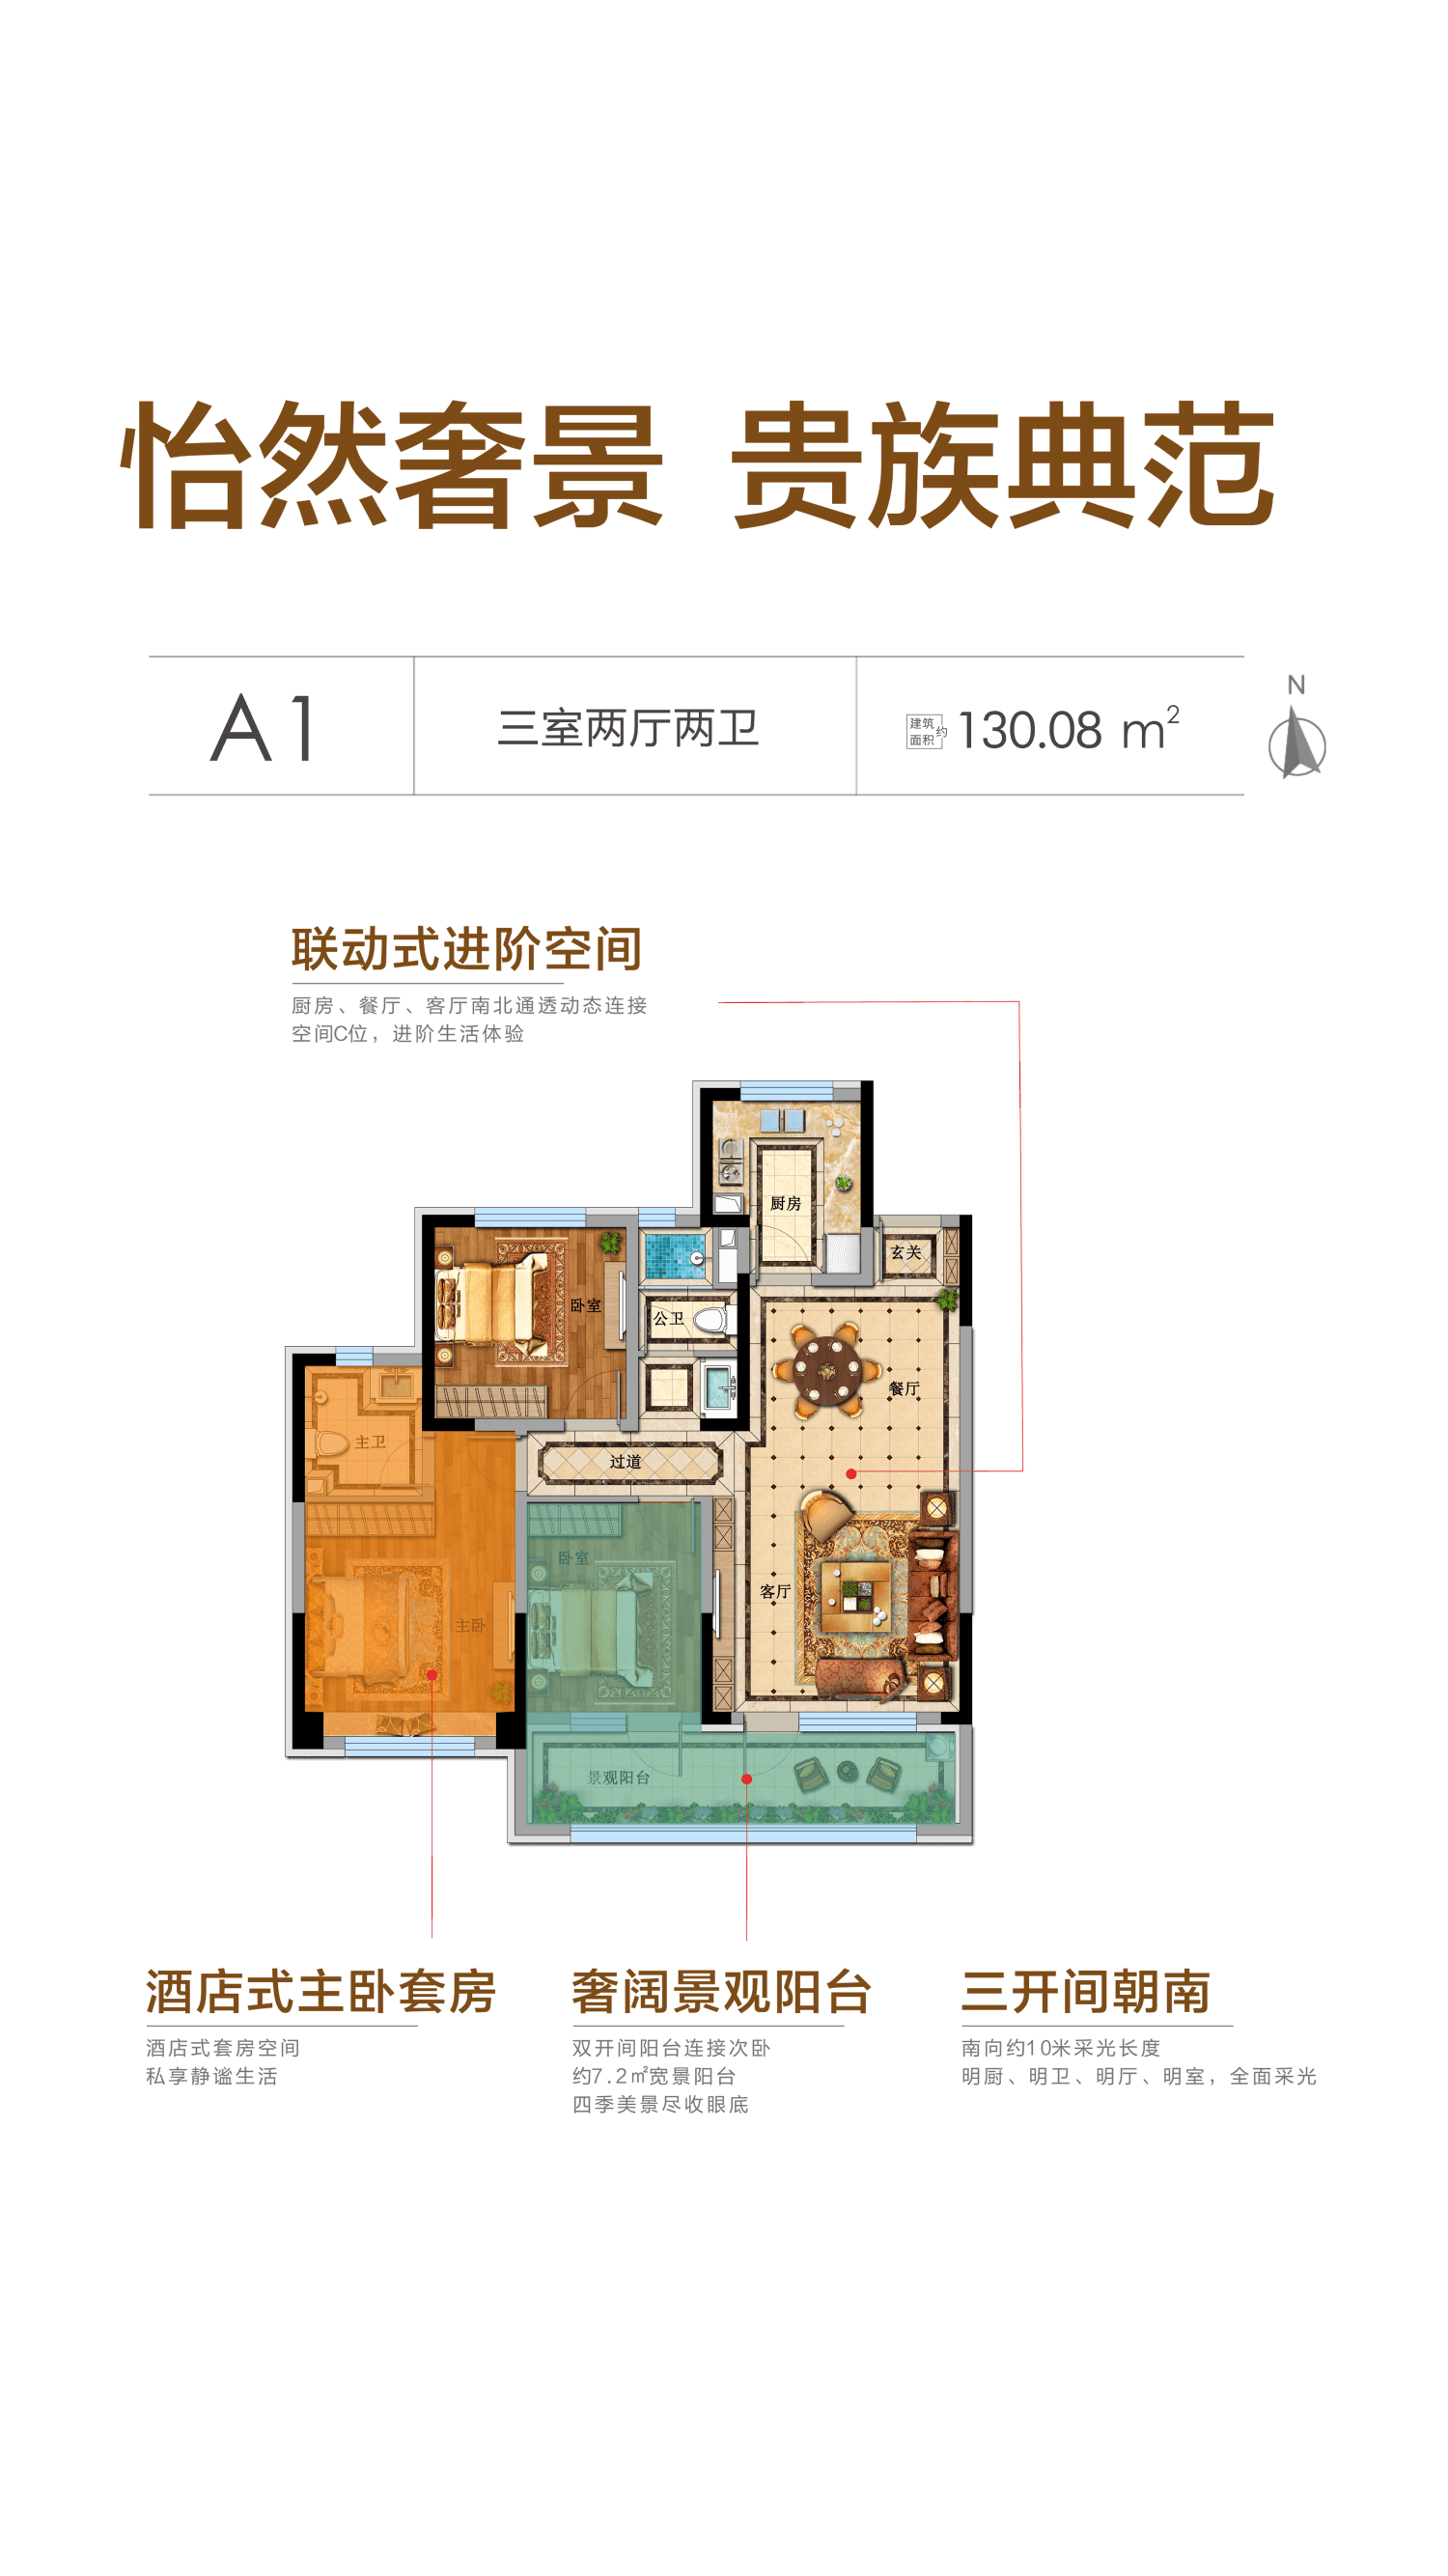 怡然奢景 贵族典范
A1
三室两厅两卫
建筑面积约 130.08 m²
N
联动式进阶空间
厨房、餐厅、客厅南北通透动态连接
空间C位，进阶生活体验
厨房
玄关
卧室
公卫
餐厅
主卫
过道
卧室
客厅
主卧
景观阳台
酒店式主卧套房
酒店式套房空间
私享静谧生活
奢阔景观阳台
双开间阳台连接次卧
约7.2㎡宽景阳台
四季美景尽收眼底
三开间朝南
南向约10米采光长度
明厨、明卫、明厅、明室，全面采光